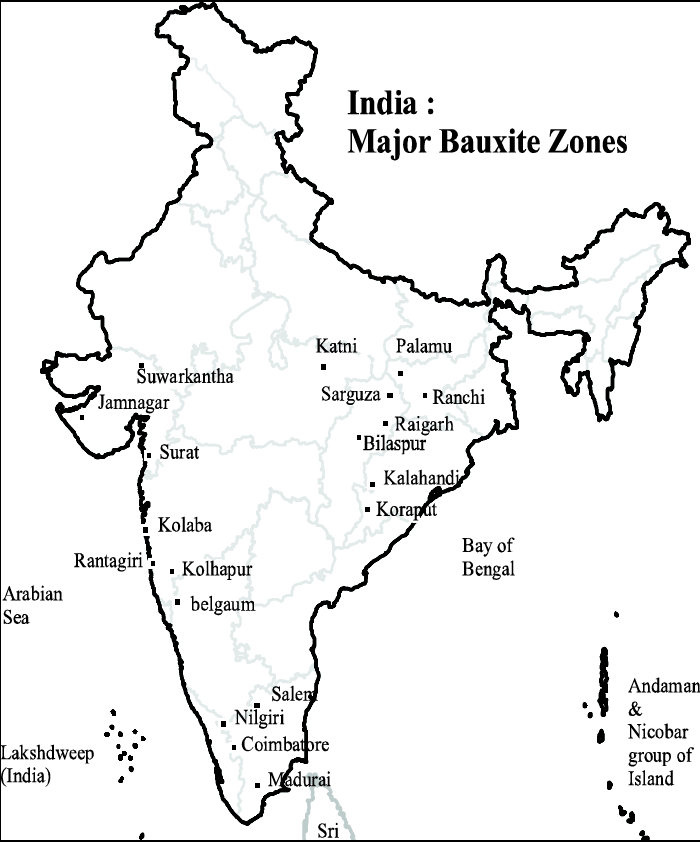 India :
Major Bauxite Zones
Katni
Palamu
Suwarkantha
Sarguza
Ranchi
Jamnagar
Raigarh
Bilaspur
Surat
Kalahandi
Koraput
Kolaba
Bay of
Bengal
Rantagiri
Kolhapur
Arabian
Sea
belgaum
Andaman
&
Nicobar
group of
Island
Salem
Nilgiri
Coimbatore
Lakshdweep
(India)
Madurai
Sri